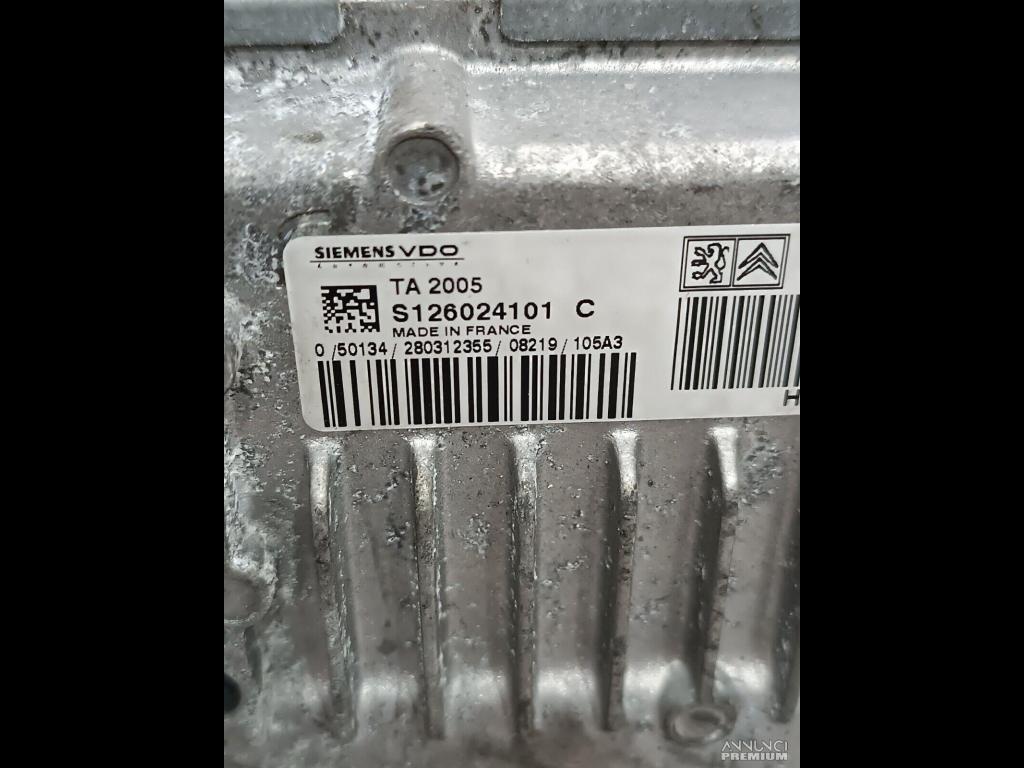 SIEMENS VDO
TA 2005
S126024101 C
MADE IN FRANCE
0 /50134/ 280312355/ 08219/ 105A3
H
ANNUNCI
PREMIUM